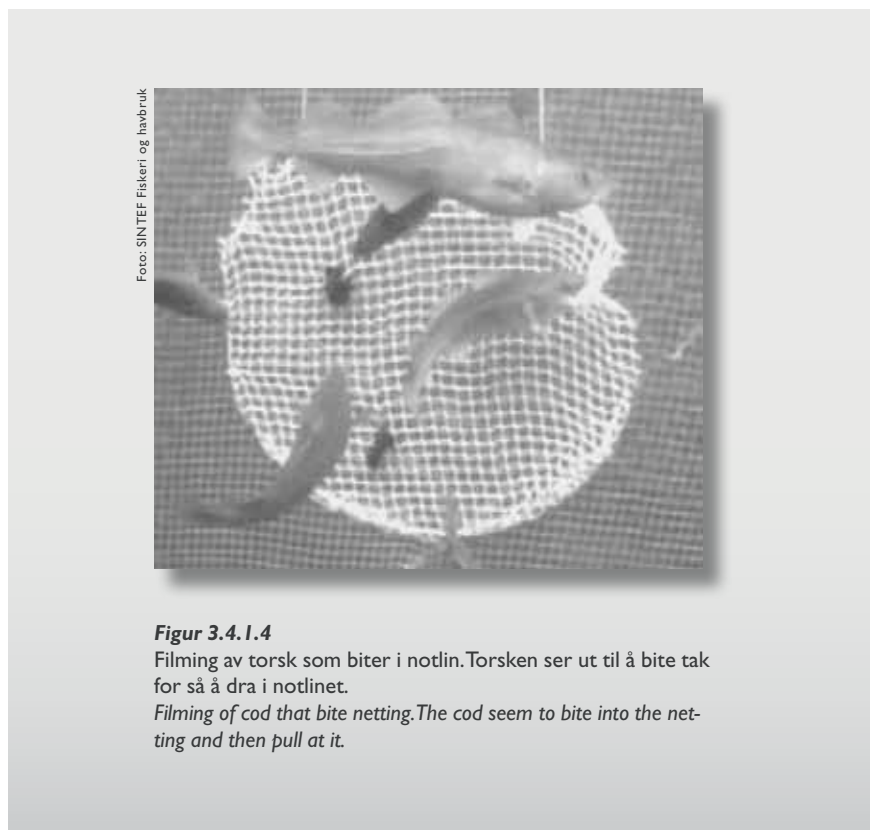 Foto: SINTEF Fiskeri og havbruk
Figur 3.4.1.4
Filming av torsk som biter i notlin.Torsken ser ut til å bite tak
for så å dra i notlinet.
Filming of cod that bite netting.The cod seem to bite into the net-
ting and then pull at it.